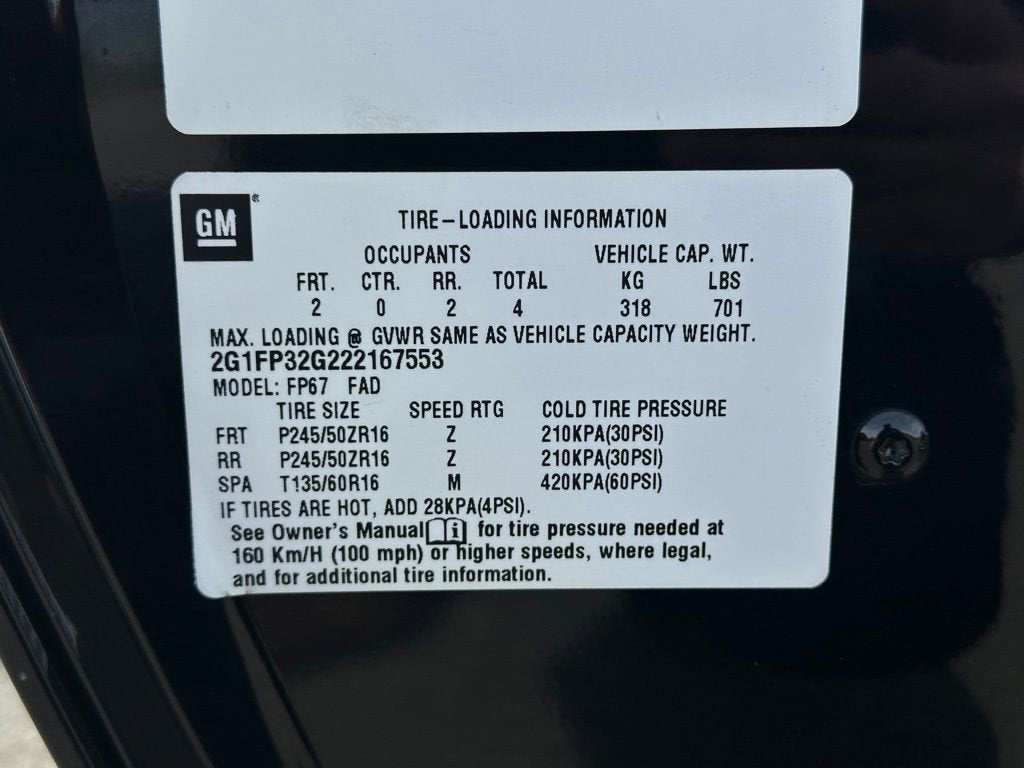 GM ®
TIRE-LOADING INFORMATION
OCCUPANTS VEHICLE CAP. WT.
FRT. CTR. RR. TOTAL KG LBS
2 0 2 4 318 701
MAX. LOADING @ GVWR SAME AS VEHICLE CAPACITY WEIGHT.
2G1FP32G222167553
MODEL: FP67 FAD
TIRE SIZE SPEED RTG COLD TIRE PRESSURE
FRT P245/50ZR16 Z 210KPA(30PSI)
RR P245/50ZR16 Z 210KPA(30PSI)
SPA T135/60R16 M 420KPA(60PSI)
IF TIRES ARE HOT, ADD 28KPA(4PSI).
See Owner's Manual i for tire pressure needed at
160 Km/H (100 mph) or higher speeds, where legal,
and for additional tire information.